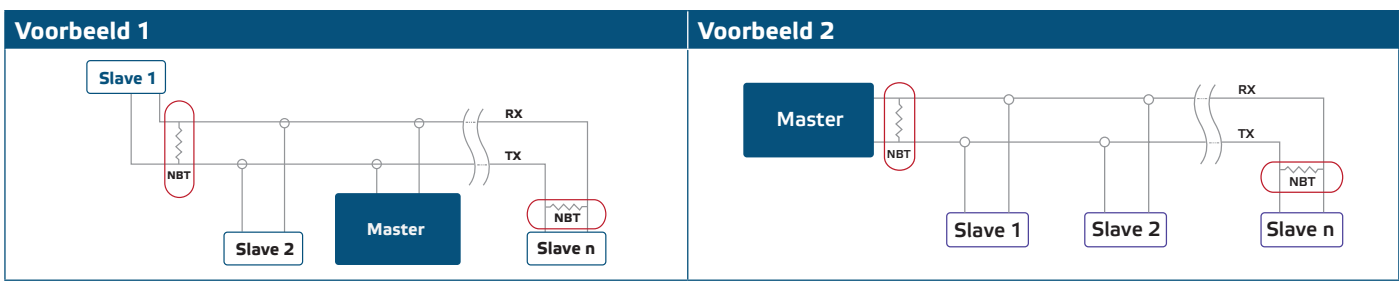 Voorbeeld 1
Slave 1
RX
TX
NBT
NBT
Master
Slave 2
Slave n
Voorbeeld 2
RX
Master
TX
NBT
NBT
Slave 1
Slave 2
Slave n